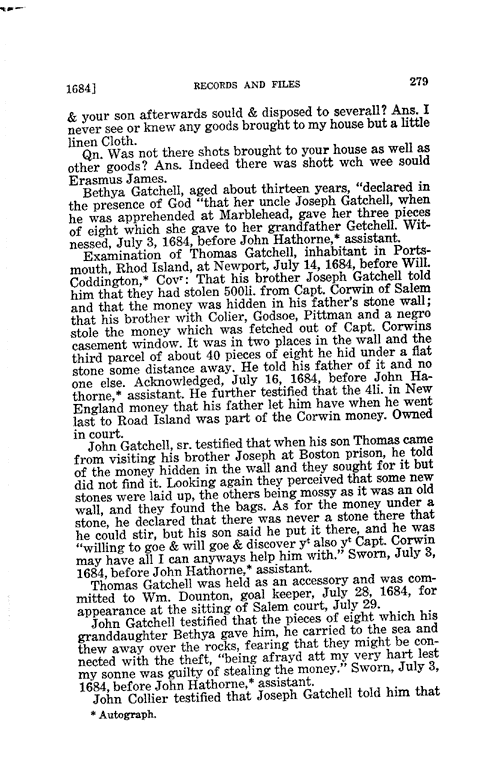 1684]
RECORDS AND FILES
279
& your son afterwards sould & disposed to severall? Ans. I
never see or knew any goods brought to my house but a little
linen Cloth.
Qn. Was not there shots brought to your house as well as
other goods? Ans. Indeed there was shott wch wee sould
Erasmus James.
Bethya Gatchell, aged about thirteen years, "declared in
the presence of God "that her uncle Joseph Gatchell, when
he was apprehended at Marblehead, gave her three pieces
of eight which she gave to her grandfather Getchell. Wit-
nessed, July 3, 1684, before John Hathorne,* assistant.
Examination of Thomas Gatchell, inhabitant in Ports-
mouth, Rhod Island, at Newport, July 14, 1684, before Will.
Coddington,* Covʳ: That his brother Joseph Gatchell told
him that they had stolen 500li. from Capt. Corwin of Salem
and that the money was hidden in his father's stone wall;
that his brother with Colier, Godsoe, Pittman and a negro
stole the money which was fetched out of Capt. Corwins
casement window. It was in two places in the wall and the
third parcel of about 40 pieces of eight he hid under a flat
stone some distance away. He told his father of it and no
one else. Acknowledged, July 16, 1684, before John Ha-
thorne,* assistant. He further testified that the 4li. in New
England money that his father let him have when he went
last to Road Island was part of the Corwin money. Owned
in court.
John Gatchell, sr. testified that when his son Thomas came
from visiting his brother Joseph at Boston prison, he told
of the money hidden in the wall and they sought for it but
did not find it. Looking again they perceived that some new
stones were laid up, the others being mossy as it was an old
wall, and they found the bags. As for the money under a
stone, he declared that there was never a stone there that
he could stir, but his son said he put it there, and he was
"willing to goe & will goe & discover yᵗ also yᵗ Capt. Corwin
may have all I can anyways help him with." Sworn, July 3,
1684, before John Hathorne,* assistant.
Thomas Gatchell was held as an accessory and was com-
mitted to Wm. Dounton, goal keeper, July 28, 1684, for
appearance at the sitting of Salem court, July 29.
John Gatchell testified that the pieces of eight which his
granddaughter Bethya gave him, he carried to the sea and
thew away over the rocks, fearing that they might be con-
nected with the theft, "being afrayd att my very hart lest
my sonne was guilty of stealing the money." Sworn, July 3,
1684, before John Hathorne,* assistant.
John Collier testified that Joseph Gatchell told him that
* Autograph.